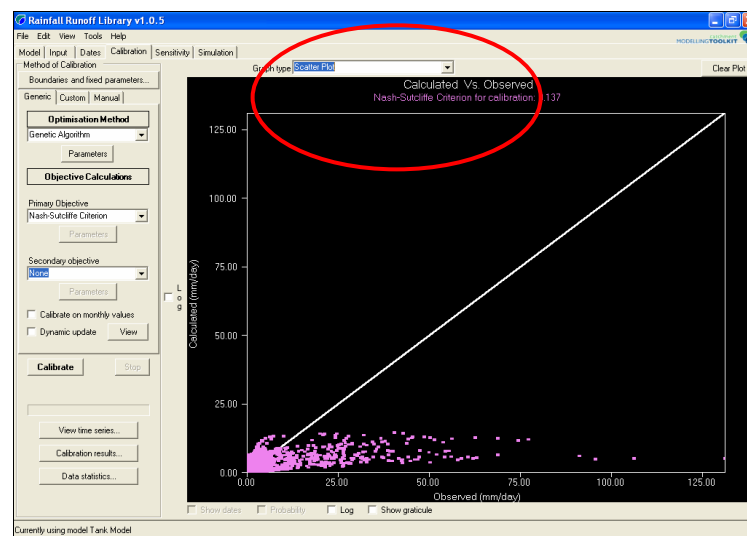 Rainfall Runoff Library v1.0.5
File Edit View Tools Help
MODELLINGTOOLKIT
Model Input Dates Calibration Sensitivity Simulation
Method of Calibration
Boundaries and fixed parameters...
Generic Custom Manual
Optimisation Method
Genetic Algorithm
Parameters
Objective Calculations
Primary Objective
Nash-Sutcliffe Criterion
Parameters
Secondary objective
None
Parameters
Calibrate on monthly values
Dynamic update View
Calibrate Stop
View time series...
Calibration results...
Data statistics...
Graph type Scatter Plot
Clear Plot
Calculated Vs. Observed
Nash-Sutcliffe Criterion for calibration: .137
Log
Calculated (mm/day)
125.00
100.00
75.00
50.00
25.00
0.00
0.00 25.00 50.00 75.00 100.00 125.00
Observed (mm/day)
Show dates Probability Log Show graticule
Currently using model Tank Model